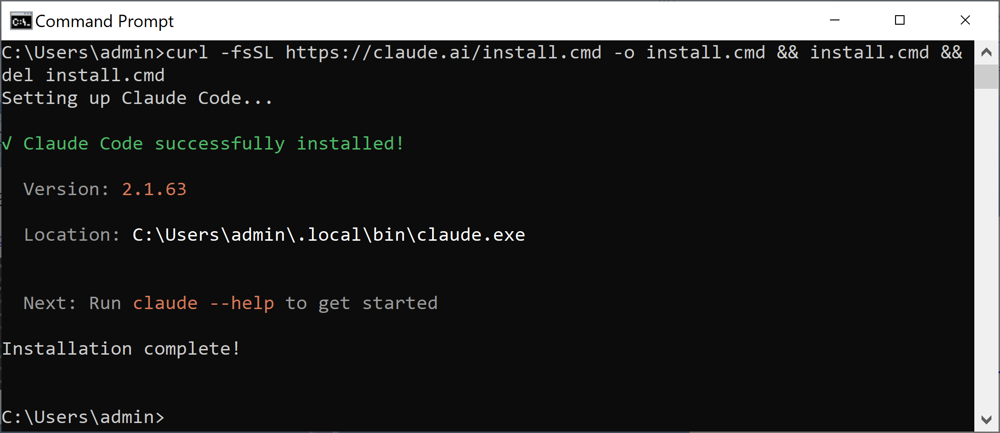 Command Prompt
C:\Users\admin>curl -fsSL https://claude.ai/install.cmd -o install.cmd && install.cmd &&
del install.cmd
Setting up Claude Code...
√ Claude Code successfully installed!
Version: 2.1.63
Location: C:\Users\admin\.local\bin\claude.exe
Next: Run claude --help to get started
Installation complete!
C:\Users\admin>